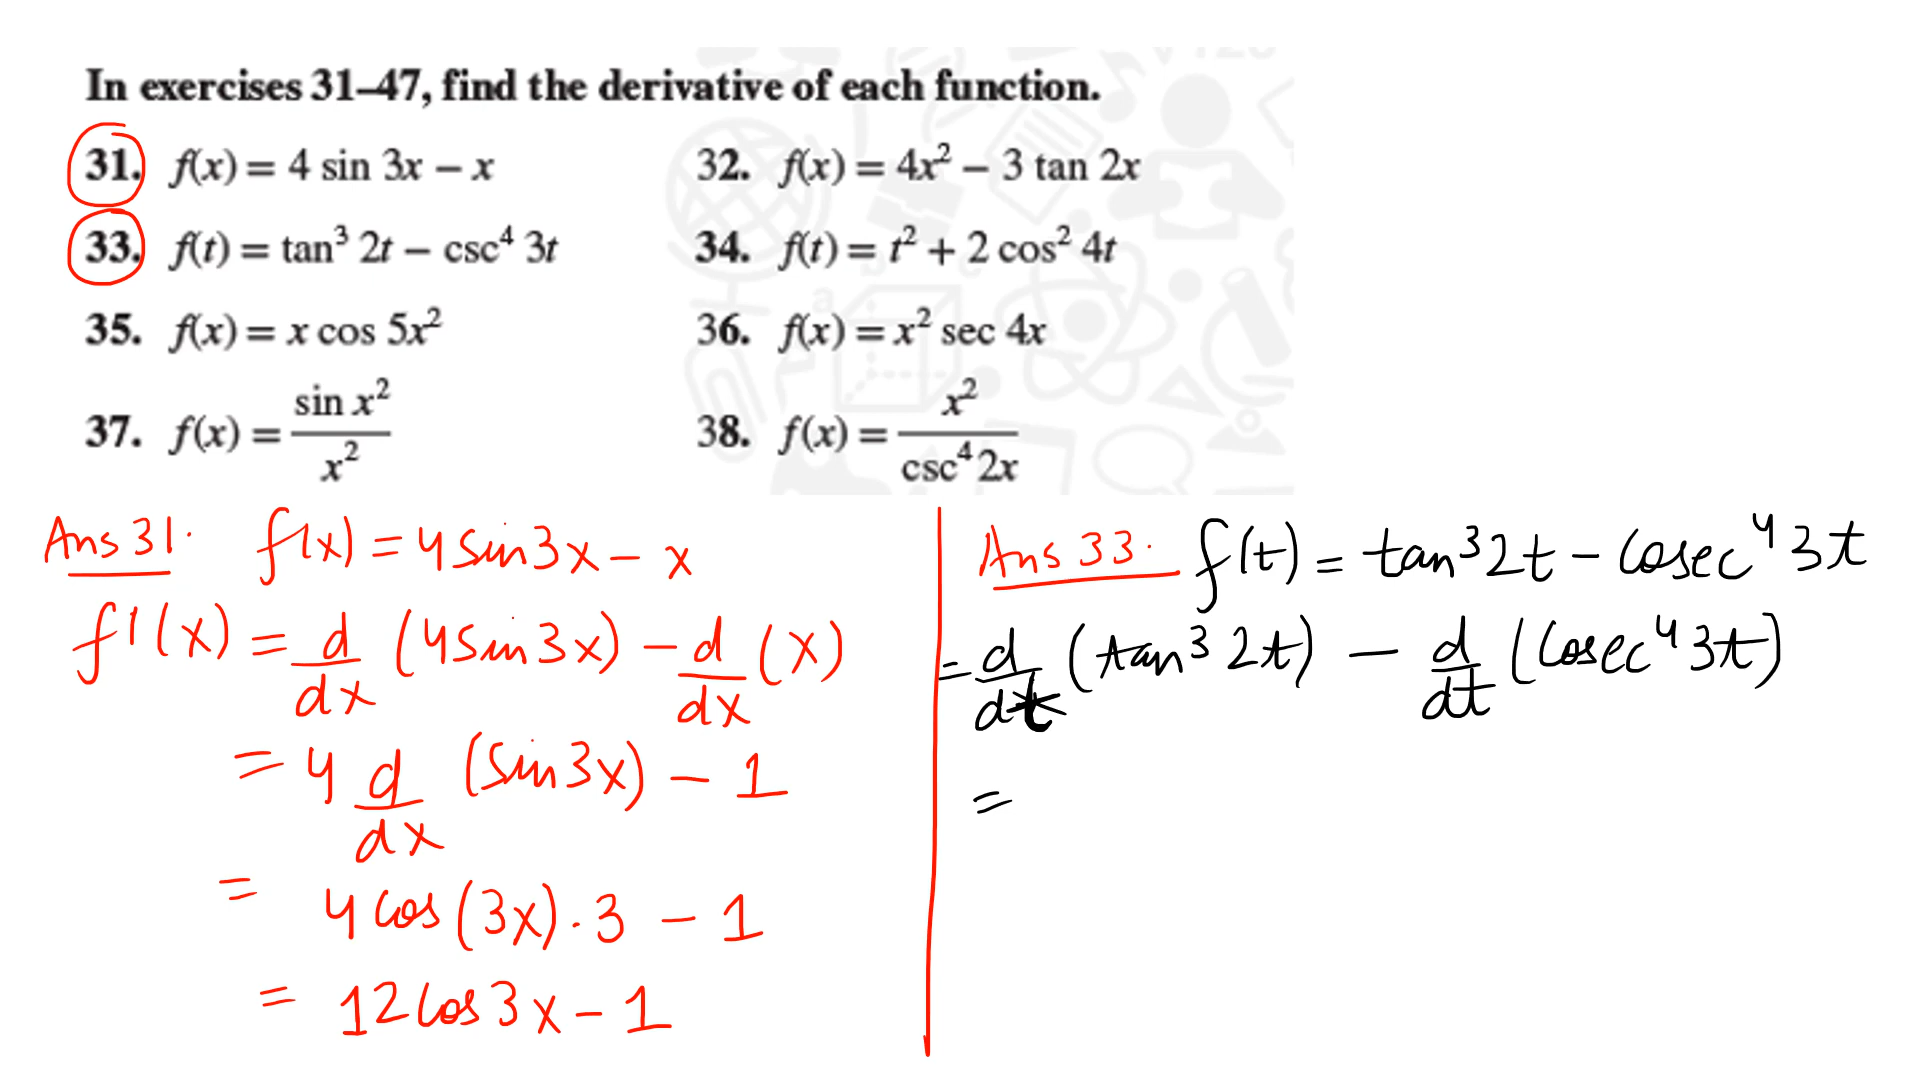 In exercises 31–47, find the derivative of each function.
31. f(x) = 4 sin 3x – x
32. f(x) = 4x² – 3 tan 2x
33. f(t) = tan³ 2t – csc⁴ 3t
34. f(t) = t² + 2 cos² 4t
35. f(x) = x cos 5x²
36. f(x) = x² sec 4x
37. f(x) = sin x² / x²
38. f(x) = x² / csc⁴ 2x
Ans 31. f(x) = 4 sin 3x – x
f'(x) = d/dx (4 sin 3x) – d/dx (x)
= 4 d/dx (sin 3x) – 1
= 4 cos (3x) · 3 – 1
= 12 cos 3x – 1
Ans 33. f(t) = tan³ 2t – cosec⁴ 3t
= d/dt (tan³ 2t) – d/dt (cosec⁴ 3t)
=